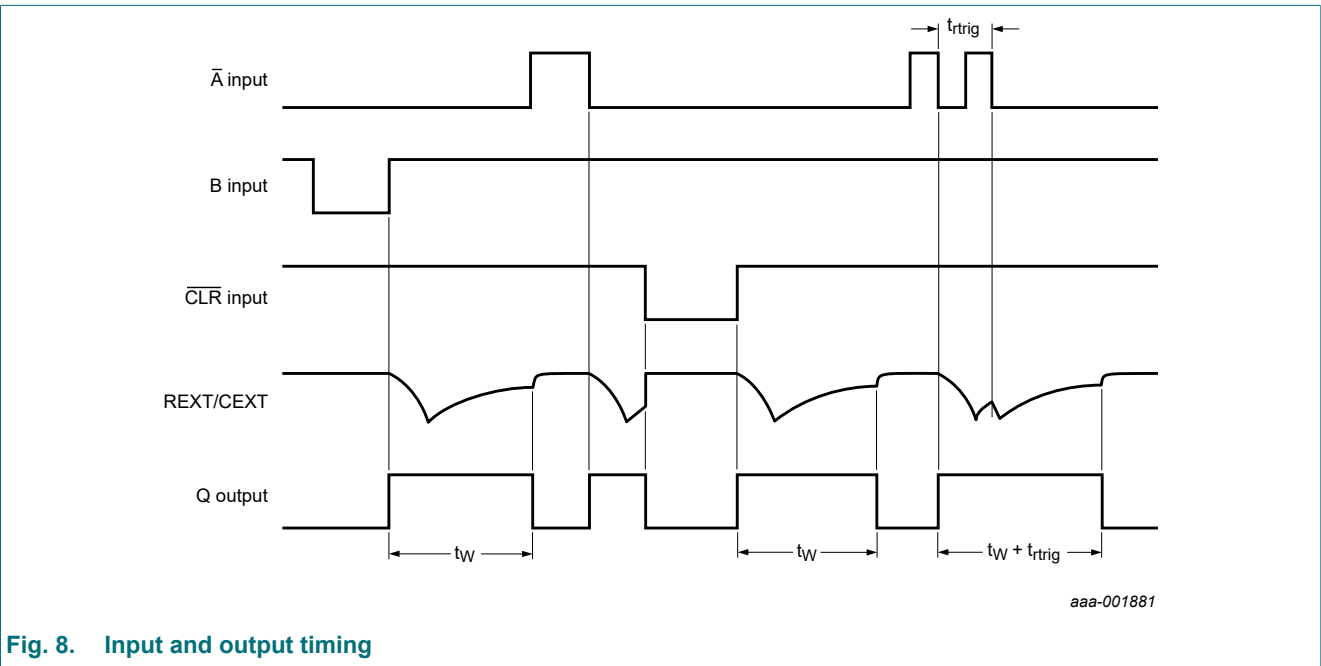 t_rtrig
A̅ input
B input
C̅L̅R̅ input
REXT/CEXT
Q output
t_W
t_W
t_W + t_rtrig
aaa-001881
Fig. 8. Input and output timing